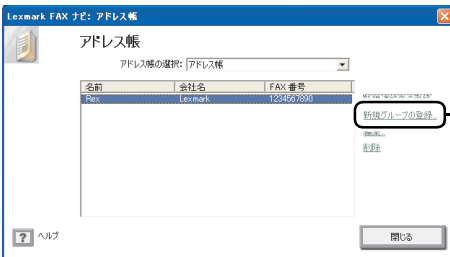 Lexmark FAX ナビ: アドレス帳
アドレス帳
アドレス帳の選択: アドレス帳
名前 会社名 FAX 番号
Rex Lexmark 1234567890
新規グループの登録...
削除
? ヘルプ
閉じる